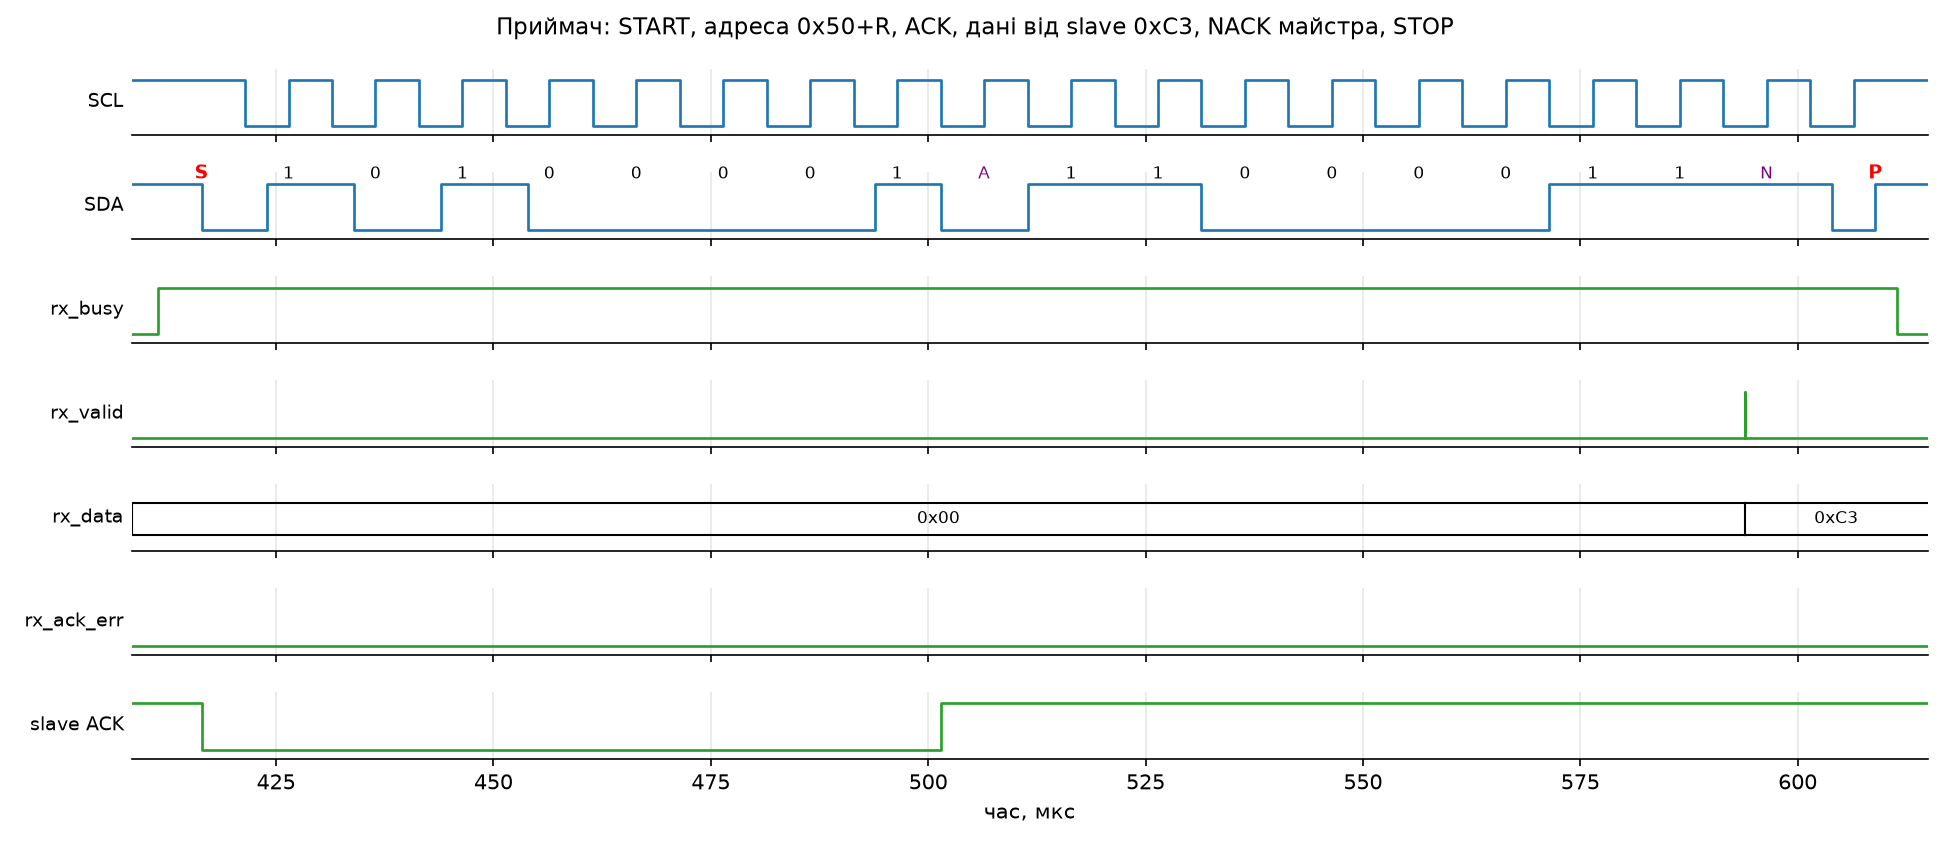 Приймач: START, адреса 0x50+R, ACK, дані від slave 0xC3, NACK майстра, STOP
SCL
S 1 0 1 0 0 0 0 1 A 1 1 0 0 0 0 1 1 N P
SDA
rx_busy
rx_valid
rx_data 0x00 0xC3
rx_ack_err
slave ACK
425 450 475 500 525 550 575 600
час, мкс